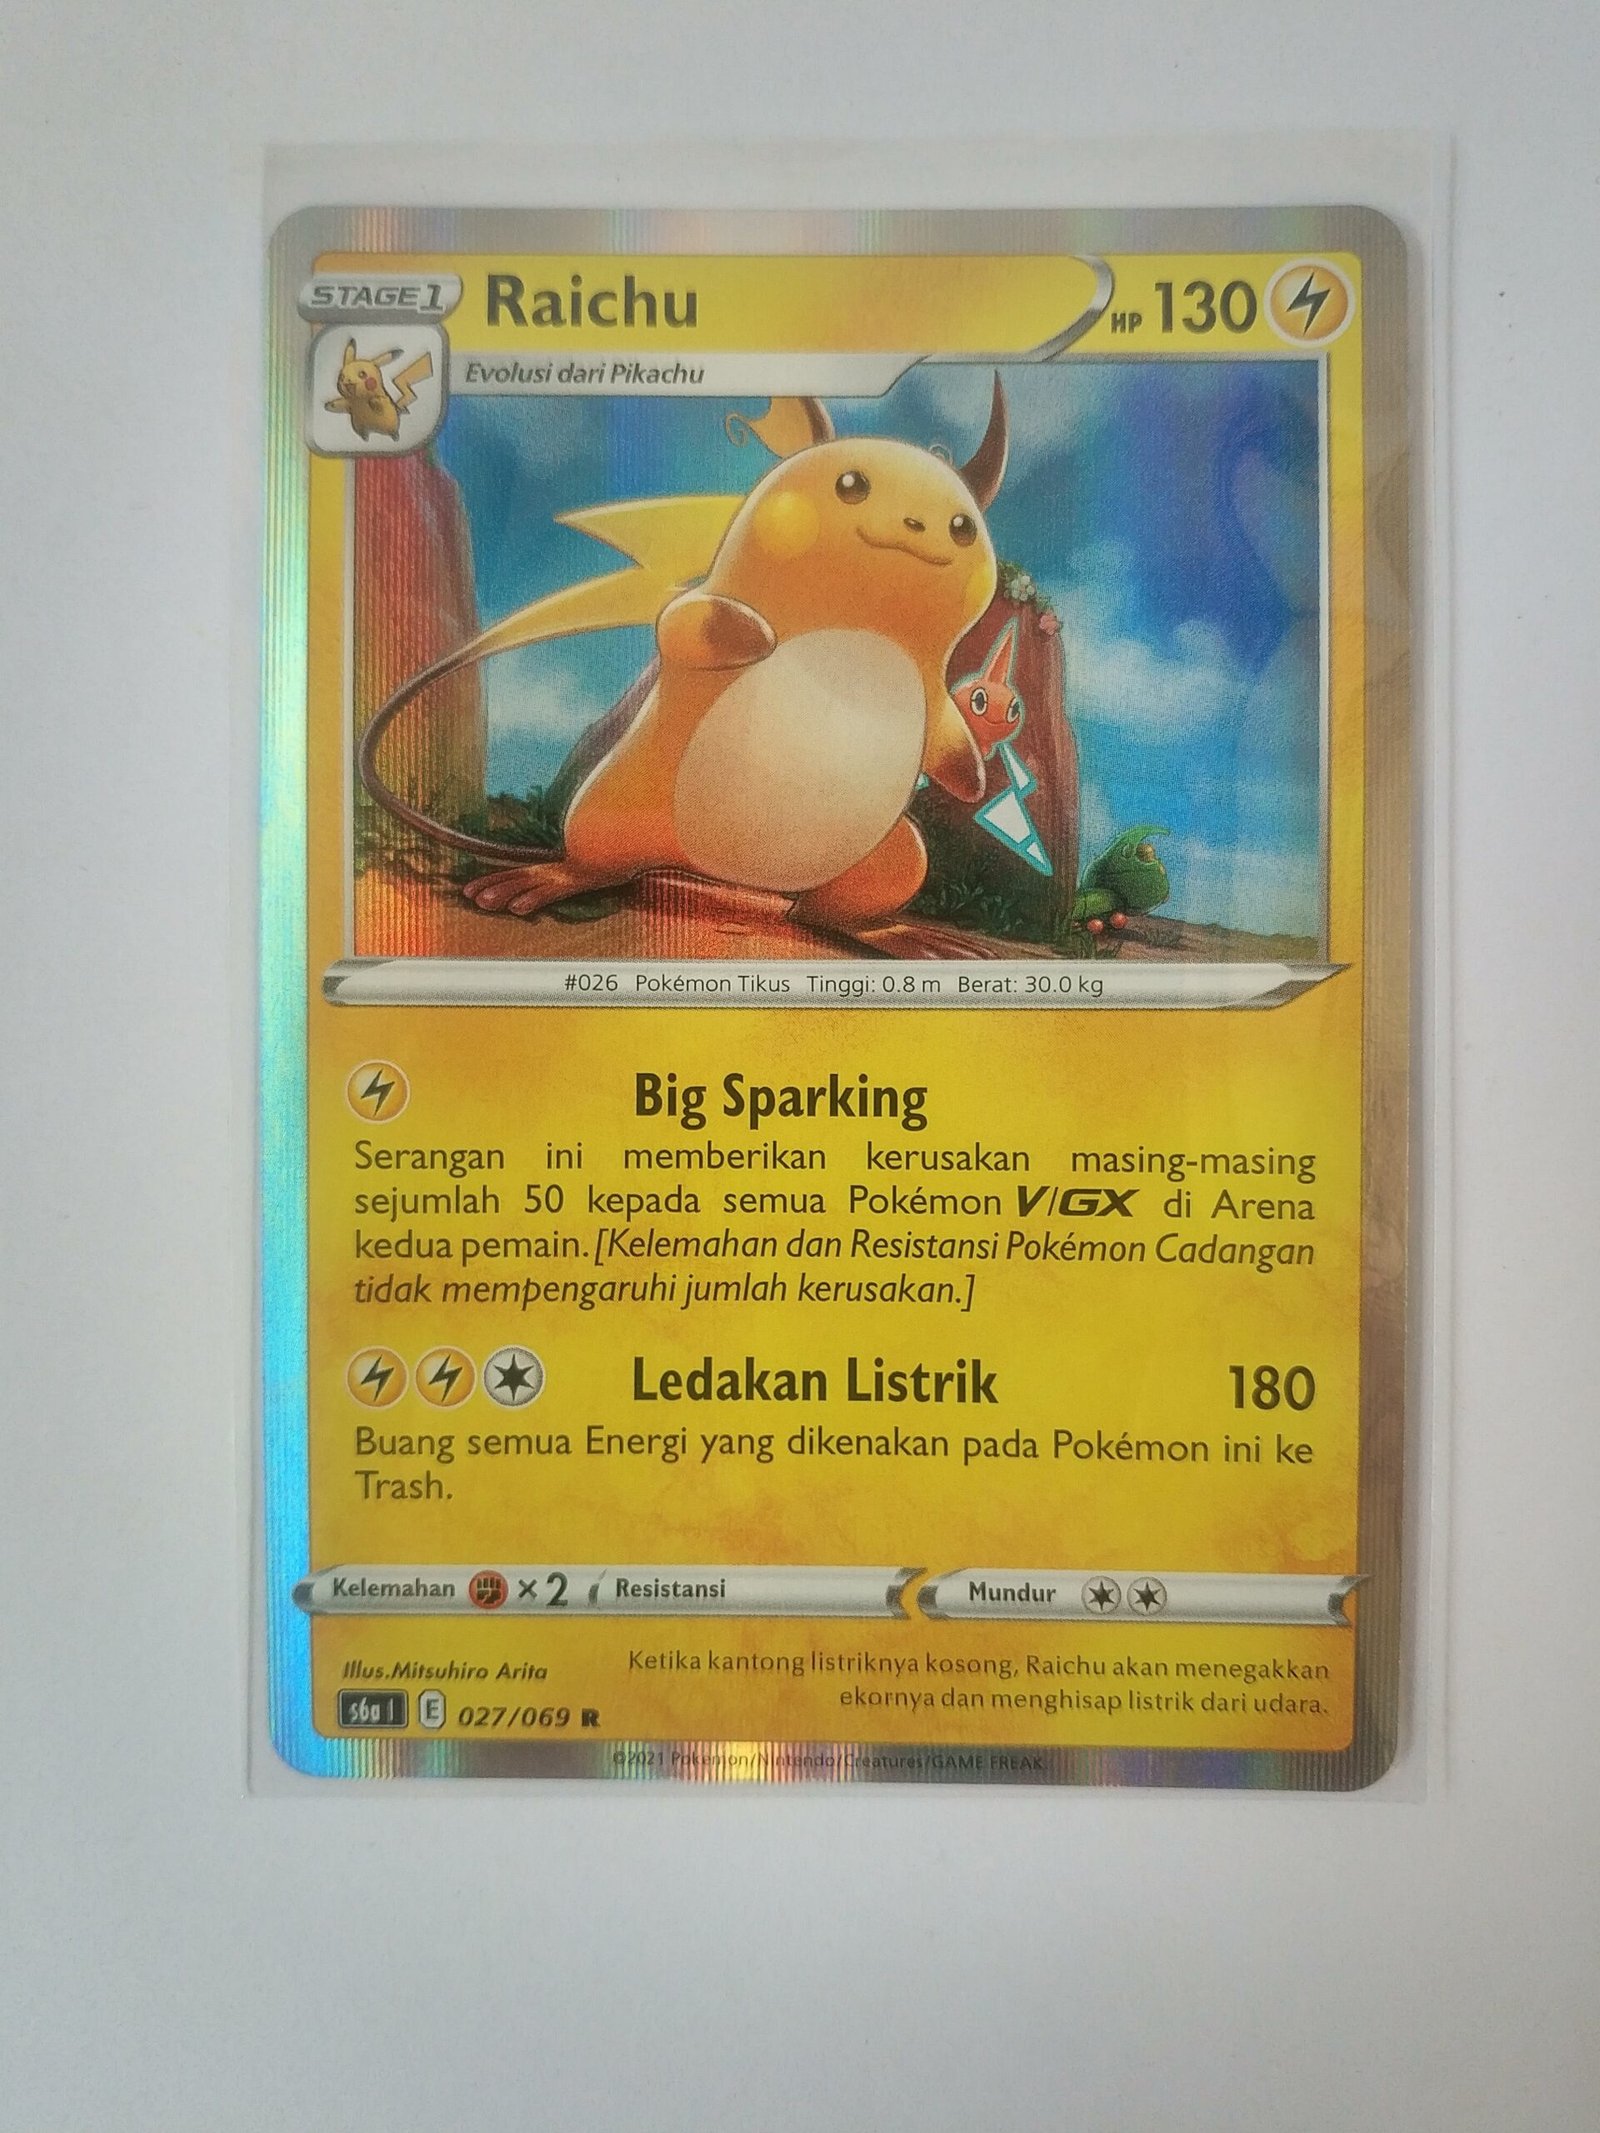 STAGE 1
Raichu
HP 130
Evolusi dari Pikachu
#026 Pokémon Tikus Tinggi: 0.8 m Berat: 30.0 kg
Big Sparking
Serangan ini memberikan kerusakan masing-masing
sejumlah 50 kepada semua Pokémon V/GX di Arena
kedua pemain. [Kelemahan dan Resistansi Pokémon Cadangan
tidak mempengaruhi jumlah kerusakan.]
Ledakan Listrik 180
Buang semua Energi yang dikenakan pada Pokémon ini ke
Trash.
Kelemahan ×2 Resistansi Mundur
Illus.Mitsuhiro Arita
Ketika kantong listriknya kosong, Raichu akan menegakkan
ekornya dan menghisap listrik dari udara.
s6a I E 027/069 R
©2021 Pokémon/Nintendo/Creatures/GAME FREAK